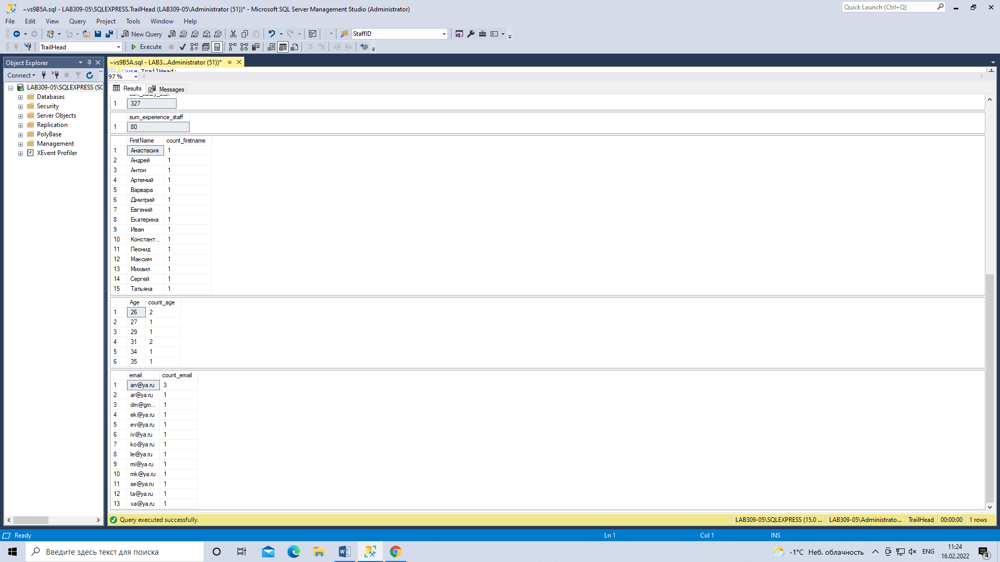 ~vs9B5A.sql - LAB309-05\SQLEXPRESS.TrailHead (LAB309-05\Administrator (51))* - Microsoft SQL Server Management Studio (Administrator)
Quick Launch (Ctrl+Q)
File Edit View Query Project Tools Window Help
New Query MDX DMX XMLA DAX StaffID
TrailHead Execute
Object Explorer
Connect
LAB309-05\SQLEXPRESS (SC
Databases
Security
Server Objects
Replication
PolyBase
Management
XEvent Profiler
~vs9B5A.sql - LAB3...Administrator (51))*
use TrailHead;
97 %
Results Messages
sum_salary_staff
1 327
sum_experience_staff
1 80
FirstName count_firstname
1 Анастасия 1
2 Андрей 1
3 Антон 1
4 Артемий 1
5 Варвара 1
6 Дмитрий 1
7 Евгений 1
8 Екатерина 1
9 Иван 1
10 Констант... 1
11 Леонид 1
12 Максим 1
13 Михаил 1
14 Сергей 1
15 Татьяна 1
Age count_age
1 26 2
2 27 1
3 29 1
4 31 2
5 34 1
6 35 1
email count_email
1 an@ya.ru 3
2 ar@ya.ru 1
3 dm@gm... 1
4 ek@ya.ru 1
5 ev@ya.ru 1
6 iv@ya.ru 1
7 ko@ya.ru 1
8 le@ya.ru 1
9 mi@ya.ru 1
10 mk@ya.ru 1
11 se@ya.ru 1
12 ta@ya.ru 1
13 va@ya.ru 1
Query executed successfully.
LAB309-05\SQLEXPRESS (15.0 ... LAB309-05\Administrato... TrailHead 00:00:00 1 rows
Ready Ln 1 Col 1 INS
Введите здесь текст для поиска
-1°C Неб. облачность ENG
11:24
16.02.2022
4